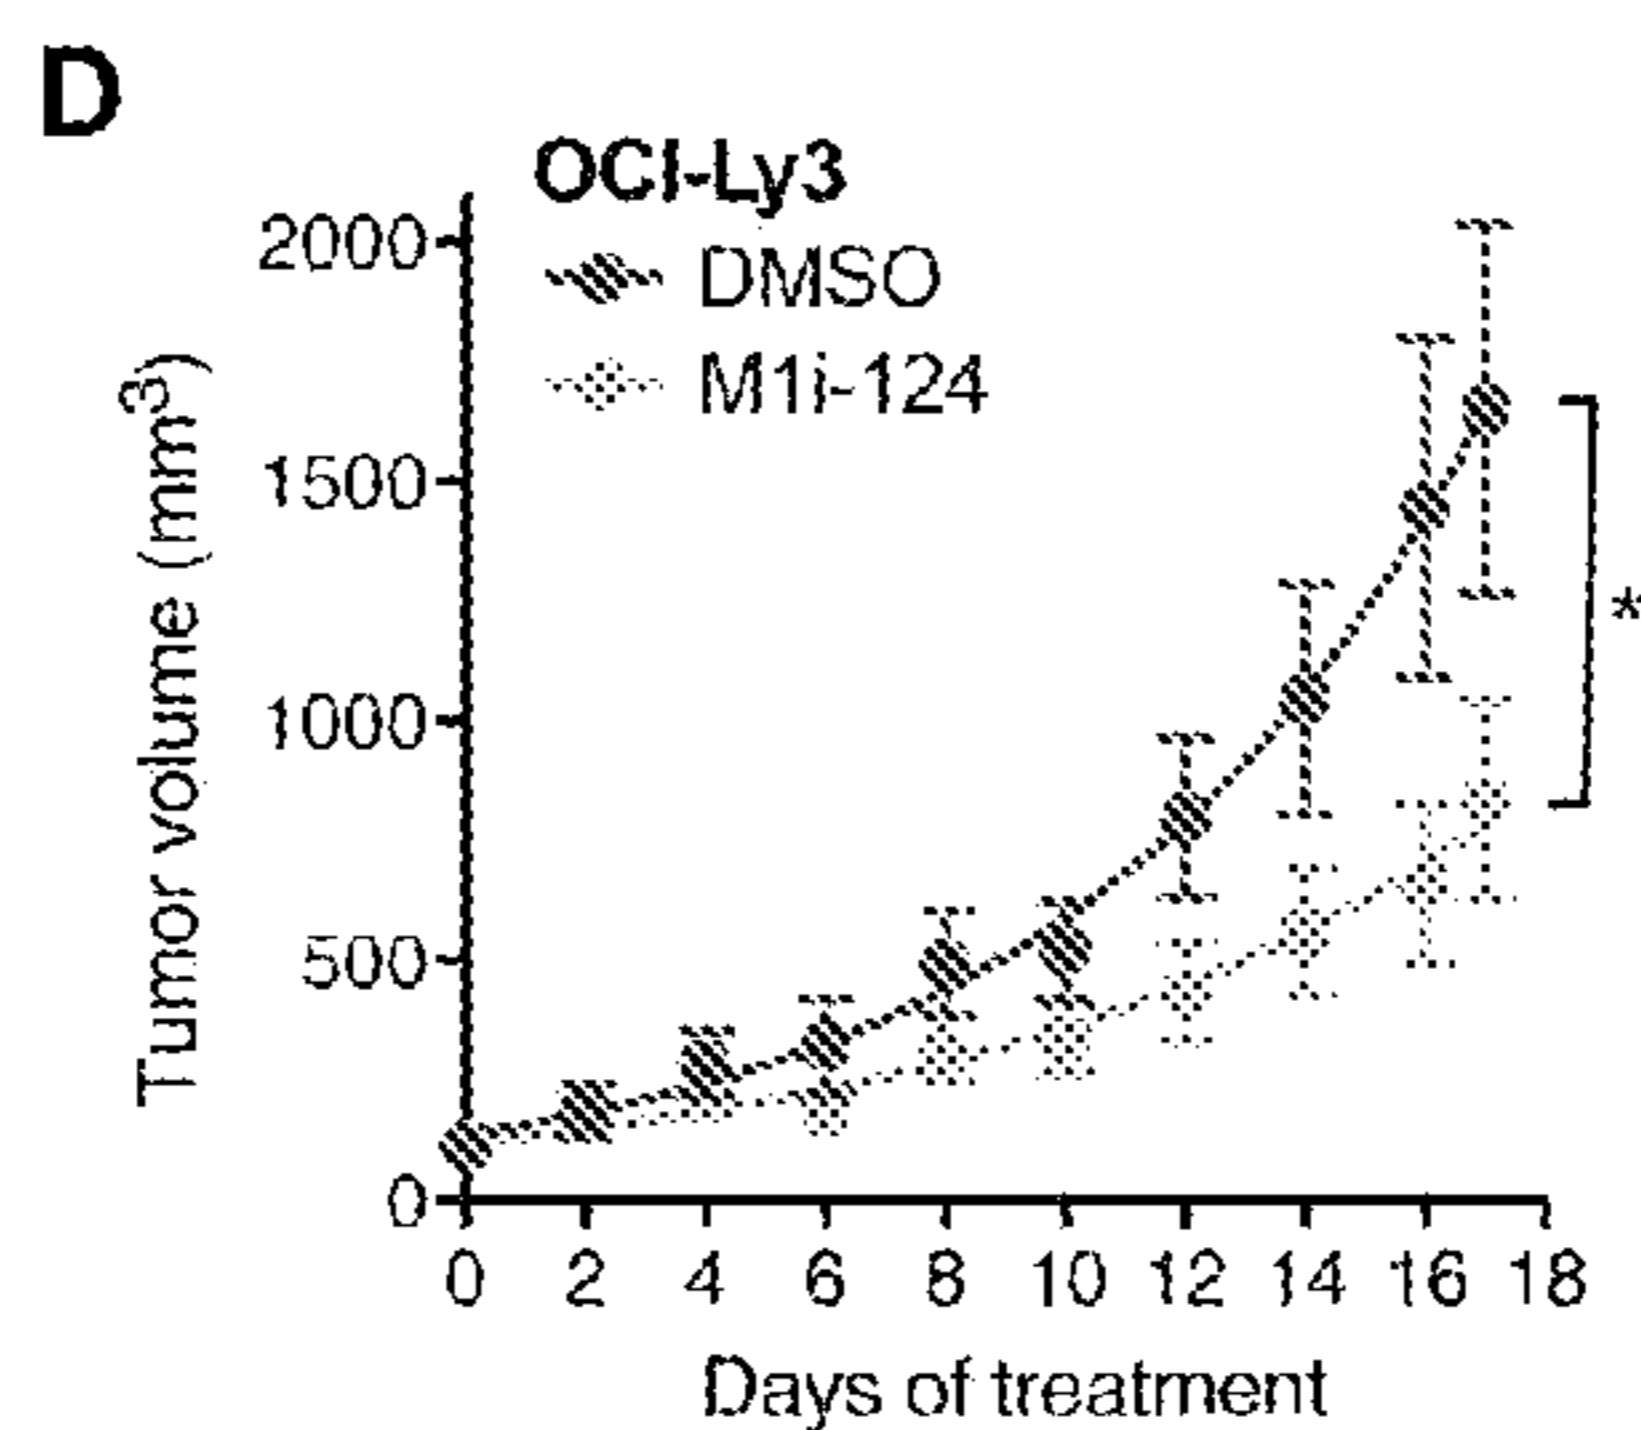 D
OCI-Ly3
DMSO
M1i-124
Tumor volume (mm³)
2000
1500
1000
500
0
*
0 2 4 6 8 10 12 14 16 18
Days of treatment